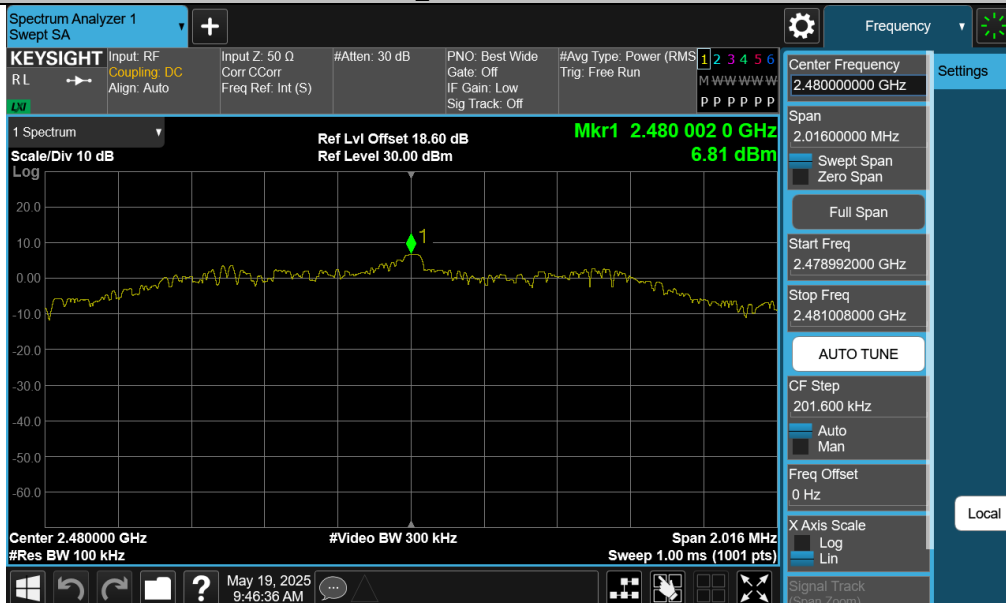 Spectrum Analyzer 1
Swept SA
Frequency
KEYSIGHT
RL
LXI
Input: RF
Coupling: DC
Align: Auto
Input Z: 50 Ω
Corr CCorr
Freq Ref: Int (S)
#Atten: 30 dB
PNO: Best Wide
Gate: Off
IF Gain: Low
Sig Track: Off
#Avg Type: Power (RMS
Trig: Free Run
1 2 3 4 5 6
M W W W W W
P P P P P P
1 Spectrum
Scale/Div 10 dB
Log
Ref Lvl Offset 18.60 dB
Ref Level 30.00 dBm
Mkr1 2.480 002 0 GHz
6.81 dBm
20.0
10.0
0.00
-10.0
-20.0
-30.0
-40.0
-50.0
-60.0
1
Center 2.480000 GHz
#Res BW 100 kHz
#Video BW 300 kHz
Span 2.016 MHz
Sweep 1.00 ms (1001 pts)
May 19, 2025
9:46:36 AM
Center Frequency
2.480000000 GHz
Span
2.01600000 MHz
Swept Span
Zero Span
Full Span
Start Freq
2.478992000 GHz
Stop Freq
2.481008000 GHz
AUTO TUNE
CF Step
201.600 kHz
Auto
Man
Freq Offset
0 Hz
X Axis Scale
Log
Lin
Signal Track
(Span Zoom)
Settings
Local